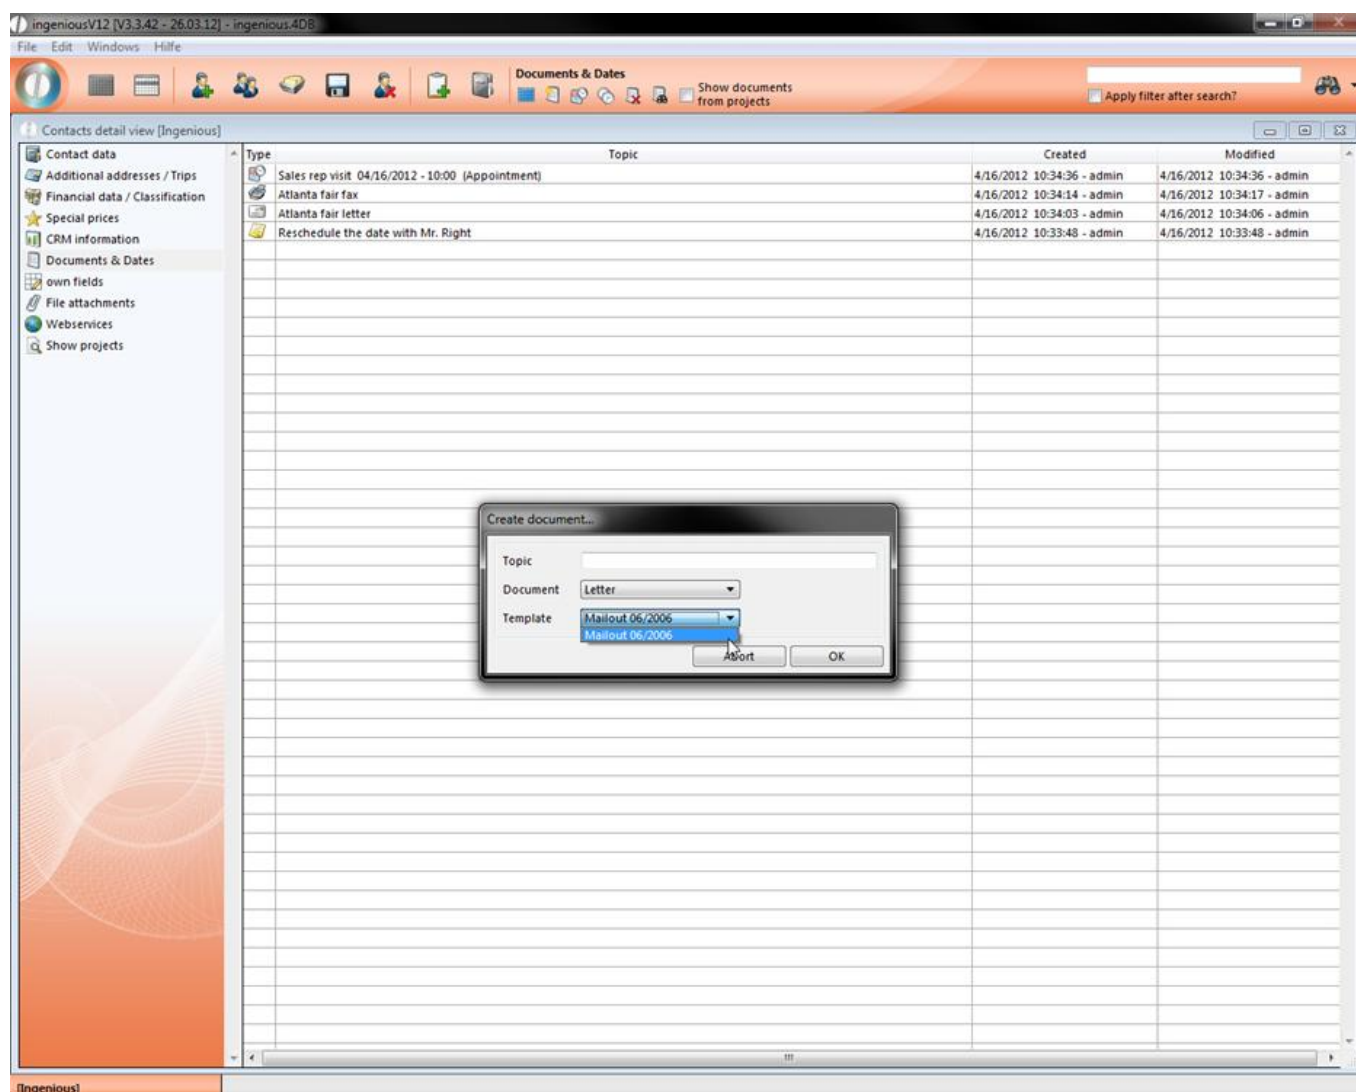 ingeniousV12 [V3.3.42 - 26.03.12] - ingenious.4DB
File Edit Windows Hilfe
Documents & Dates
Show documents
from projects
Apply filter after search?
Contacts detail view [Ingenious]
Contact data
Additional addresses / Trips
Financial data / Classification
Special prices
CRM information
Documents & Dates
own fields
File attachments
Webservices
Show projects
Type Topic Created Modified
Sales rep visit 04/16/2012 - 10:00 (Appointment) 4/16/2012 10:34:36 - admin 4/16/2012 10:34:36 - admin
Atlanta fair fax 4/16/2012 10:34:14 - admin 4/16/2012 10:34:17 - admin
Atlanta fair letter 4/16/2012 10:34:03 - admin 4/16/2012 10:34:06 - admin
Reschedule the date with Mr. Right 4/16/2012 10:33:48 - admin 4/16/2012 10:33:48 - admin
Create document...
Topic
Document Letter
Template Mailout 06/2006
Mailout 06/2006
Abort OK
[Ingenious]